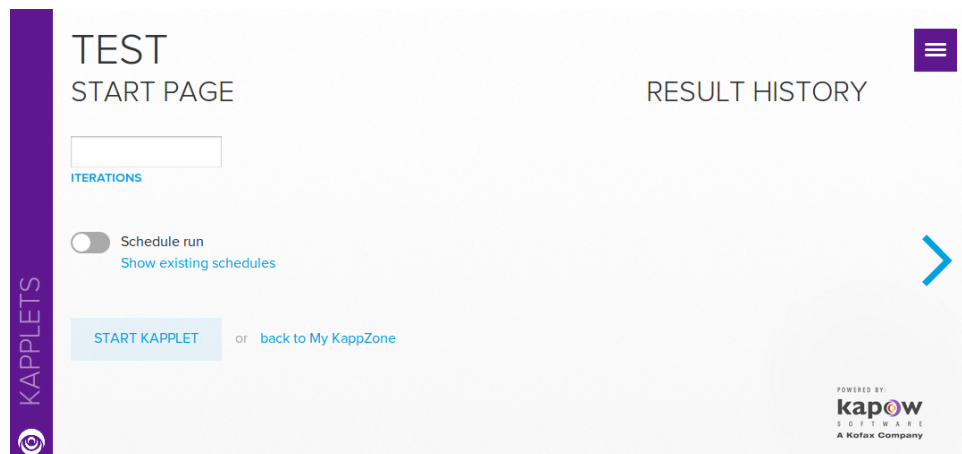 TEST
START PAGE
RESULT HISTORY
ITERATIONS
Schedule run
Show existing schedules
START KAPPLET or back to My KappZone
KAPPLETS
POWERED BY:
kapow
SOFTWARE
A Kofax Company